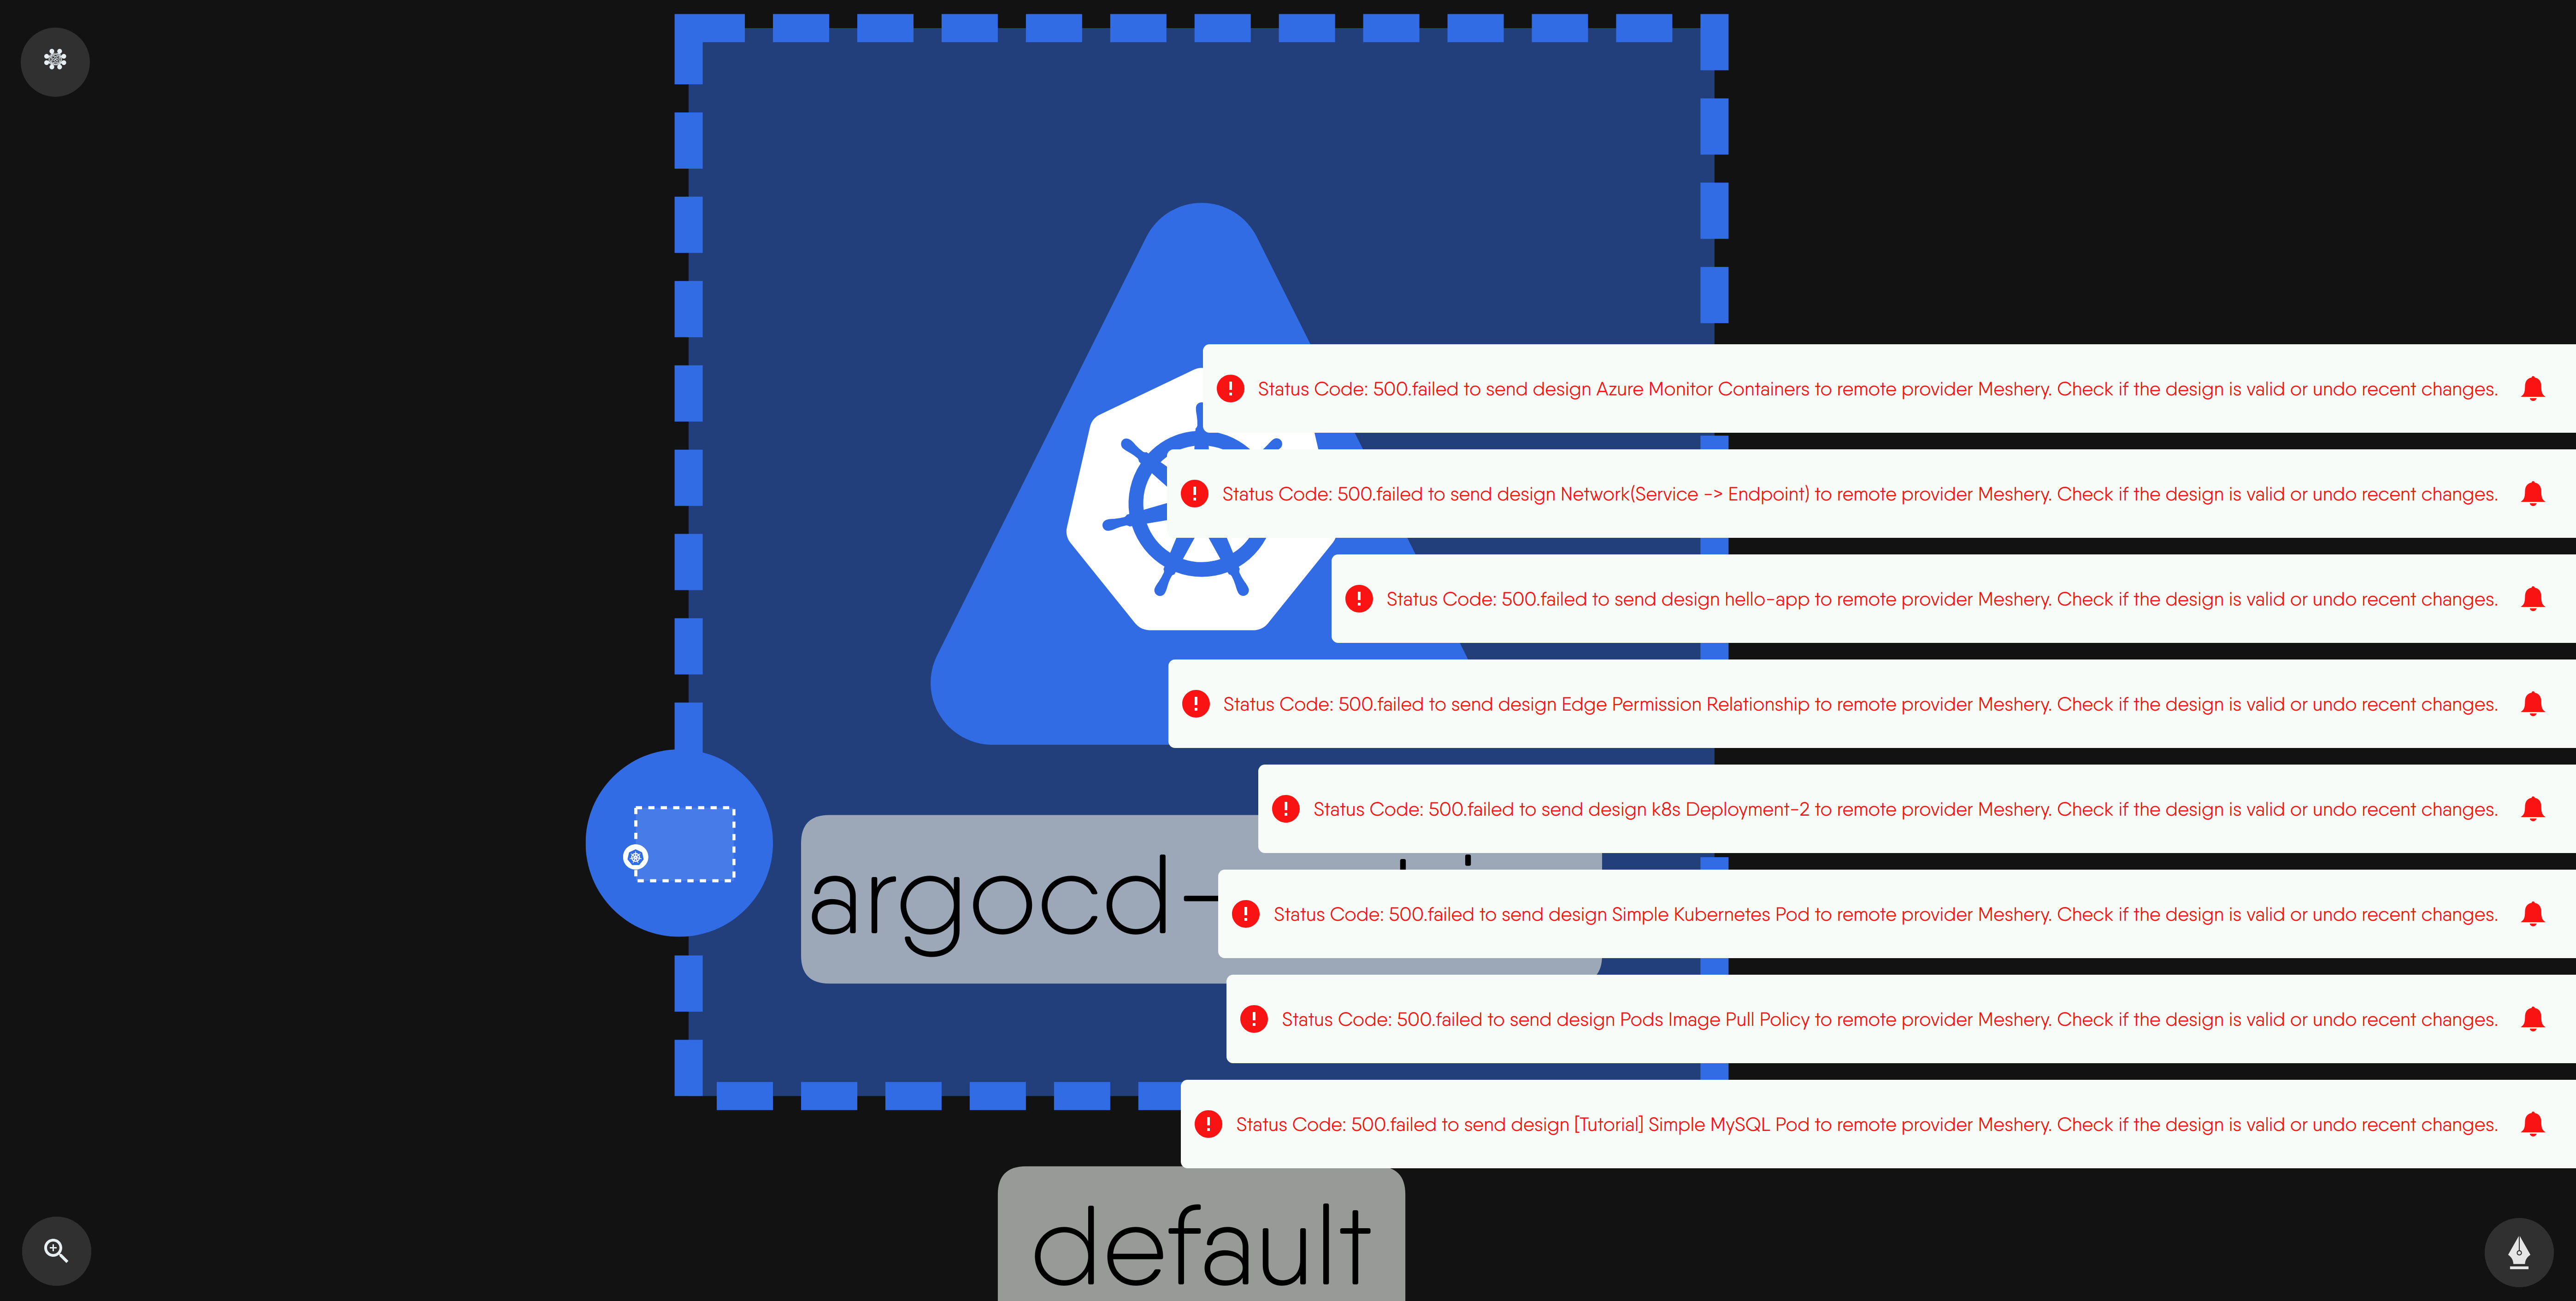 Status Code: 500.failed to send design Azure Monitor Containers to remote provider Meshery. Check if the design is valid or undo recent changes.
Status Code: 500.failed to send design Network(Service -> Endpoint) to remote provider Meshery. Check if the design is valid or undo recent changes.
Status Code: 500.failed to send design hello-app to remote provider Meshery. Check if the design is valid or undo recent changes.
Status Code: 500.failed to send design Edge Permission Relationship to remote provider Meshery. Check if the design is valid or undo recent changes.
Status Code: 500.failed to send design k8s Deployment-2 to remote provider Meshery. Check if the design is valid or undo recent changes.
argocd-
Status Code: 500.failed to send design Simple Kubernetes Pod to remote provider Meshery. Check if the design is valid or undo recent changes.
Status Code: 500.failed to send design Pods Image Pull Policy to remote provider Meshery. Check if the design is valid or undo recent changes.
Status Code: 500.failed to send design [Tutorial] Simple MySQL Pod to remote provider Meshery. Check if the design is valid or undo recent changes.
default